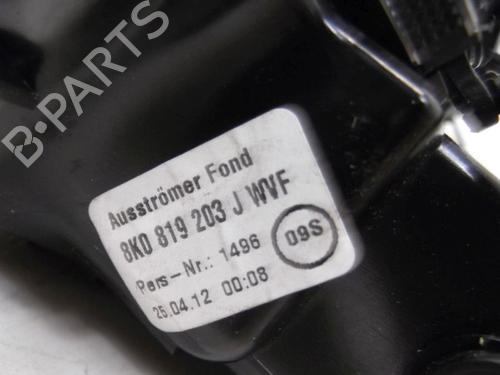 B-PARTS
Ausströmer Fond
8K0 819 203 J WVF
Pers-Nr.: 1496
09S
25.04.12 00:08